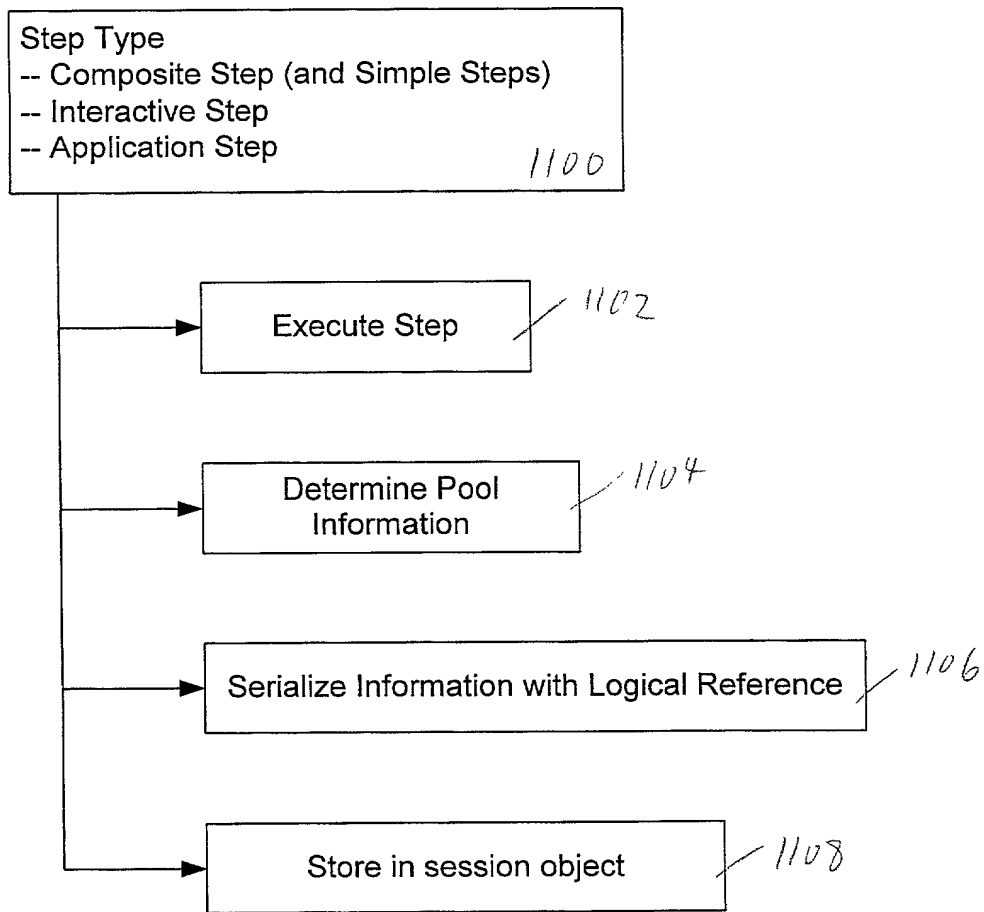 Step Type
-- Composite Step (and Simple Steps)
-- Interactive Step
-- Application Step
1100
Execute Step
1102
Determine Pool
Information
1104
Serialize Information with Logical Reference
1106
Store in session object
1108